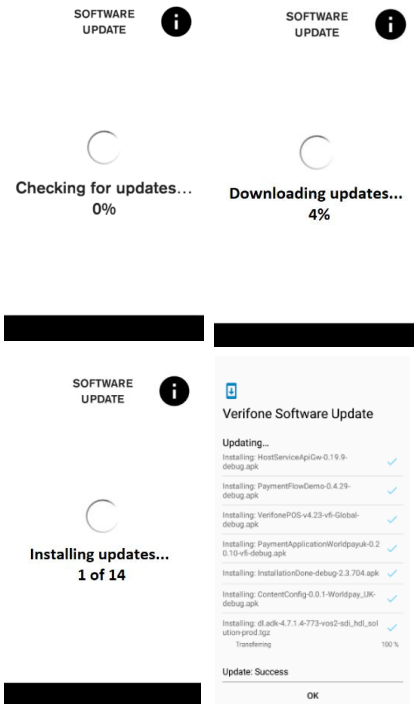 SOFTWARE
UPDATE
i
Checking for updates...
0%
SOFTWARE
UPDATE
i
Downloading updates...
4%
SOFTWARE
UPDATE
i
Installing updates...
1 of 14
Verifone Software Update
Updating...
Installing: HostServiceApiGw-0.19.9-
debug.apk
Installing: PaymentFlowDemo-0.4.29-
debug.apk
Installing: VerifonePOS-v4.23-vfi-Global-
debug.apk
Installing: PaymentApplicationWorldpayuk-0.2
0.10-vfi-debug.apk
Installing: InstallationDone-debug-2.3.704.apk
Installing: ContentConfig-0.0.1-Worldpay_UK-
debug.apk
Installing: dl.adk-4.7.1.4-773-vos2-sdi_hdl_sol
ution-prod.tgz
Transferring 100 %
Update: Success
OK